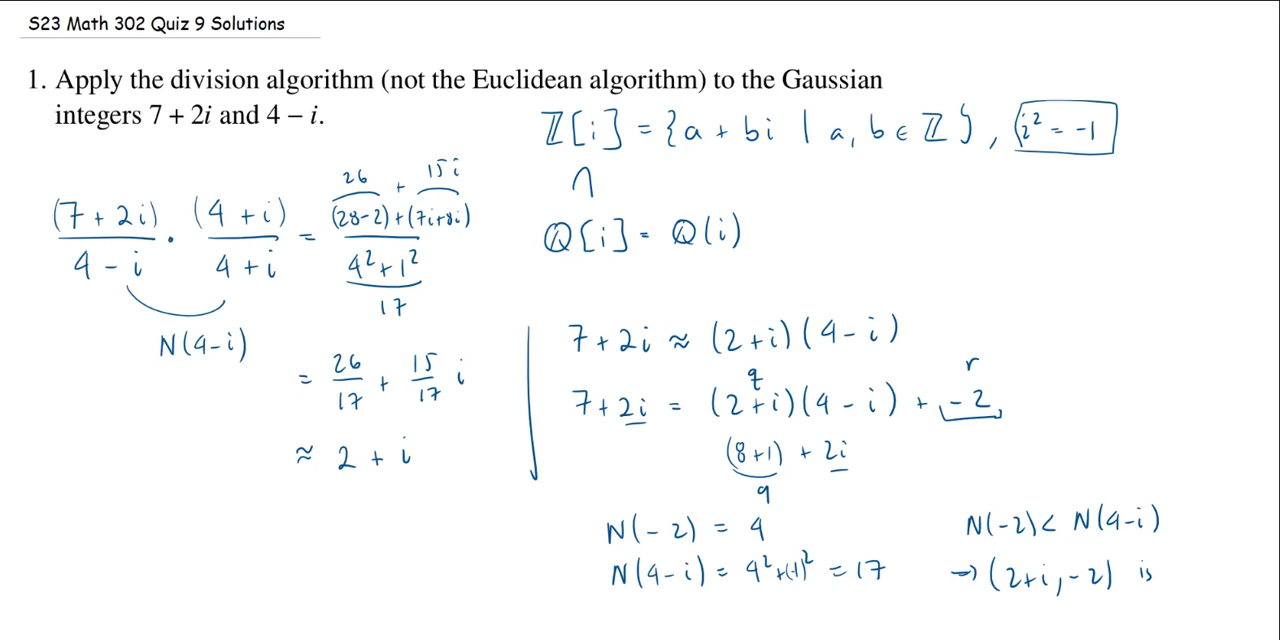 S23 Math 302 Quiz 9 Solutions
1. Apply the division algorithm (not the Euclidean algorithm) to the Gaussian
integers 7 + 2i and 4 – i.
ℤ[i] = {a + bi | a, b ∈ ℤ}, (i² = -1
∩
ℚ[i] = ℚ(i)
26 + 15i
(7 + 2i)/(4 - i) · (4 + i)/(4 + i) = ((28-2)+(7i+8i))/(4²+1²)
17
N(4-i)
= 26/17 + 15/17 i
≈ 2 + i
7 + 2i ≈ (2+i)(4-i)
q r
7 + 2i = (2+i)(4-i) + -2
(8+1) + 2i
9
N(-2) = 4
N(4-i) = 4²+(-1)² = 17
N(-2) < N(4-i)
→ (2+i, -2) is